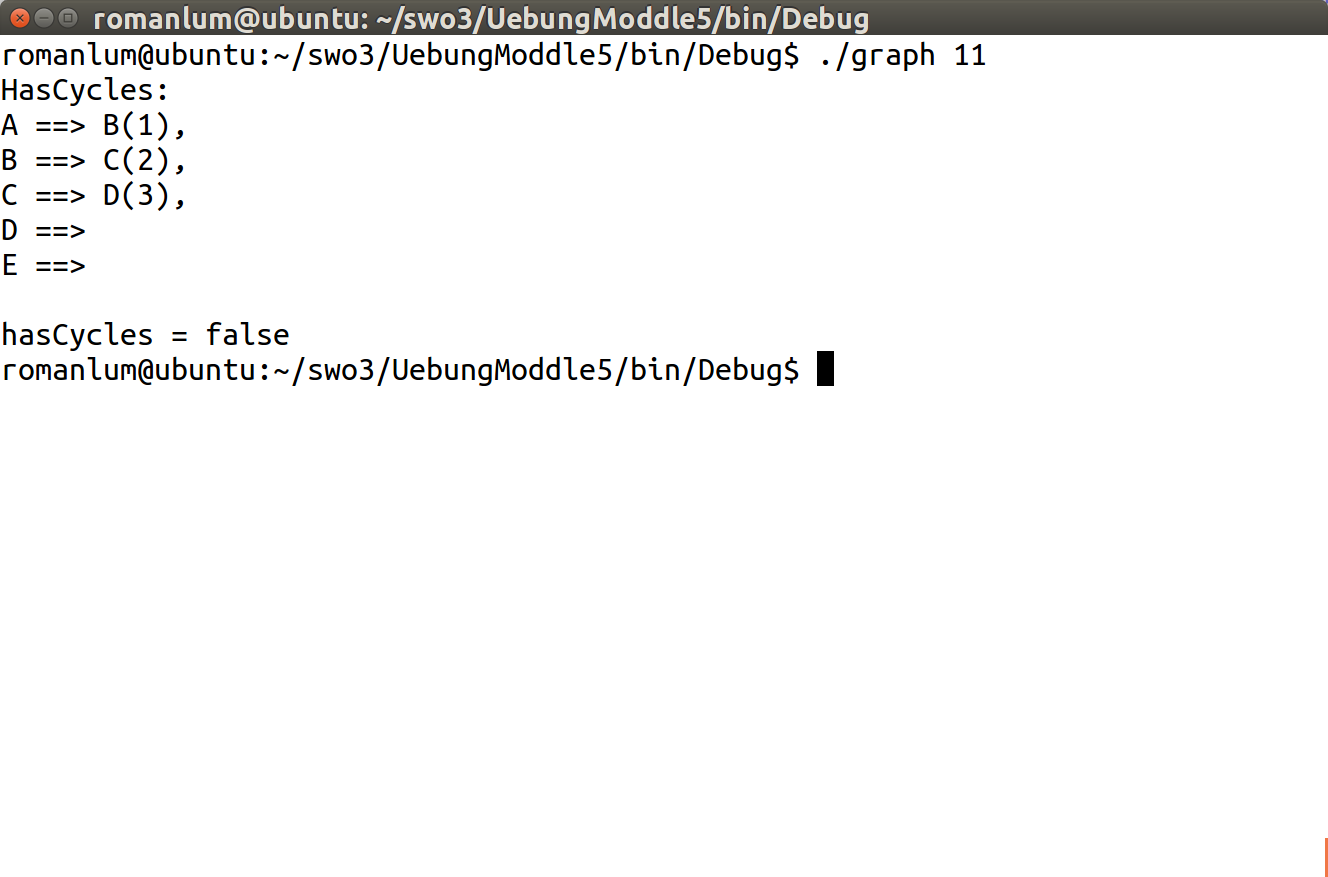 romanlum@ubuntu: ~/swo3/UebungModdle5/bin/Debug
romanlum@ubuntu:~/swo3/UebungModdle5/bin/Debug$ ./graph 11
HasCycles:
A ==> B(1),
B ==> C(2),
C ==> D(3),
D ==>
E ==>
hasCycles = false
romanlum@ubuntu:~/swo3/UebungModdle5/bin/Debug$